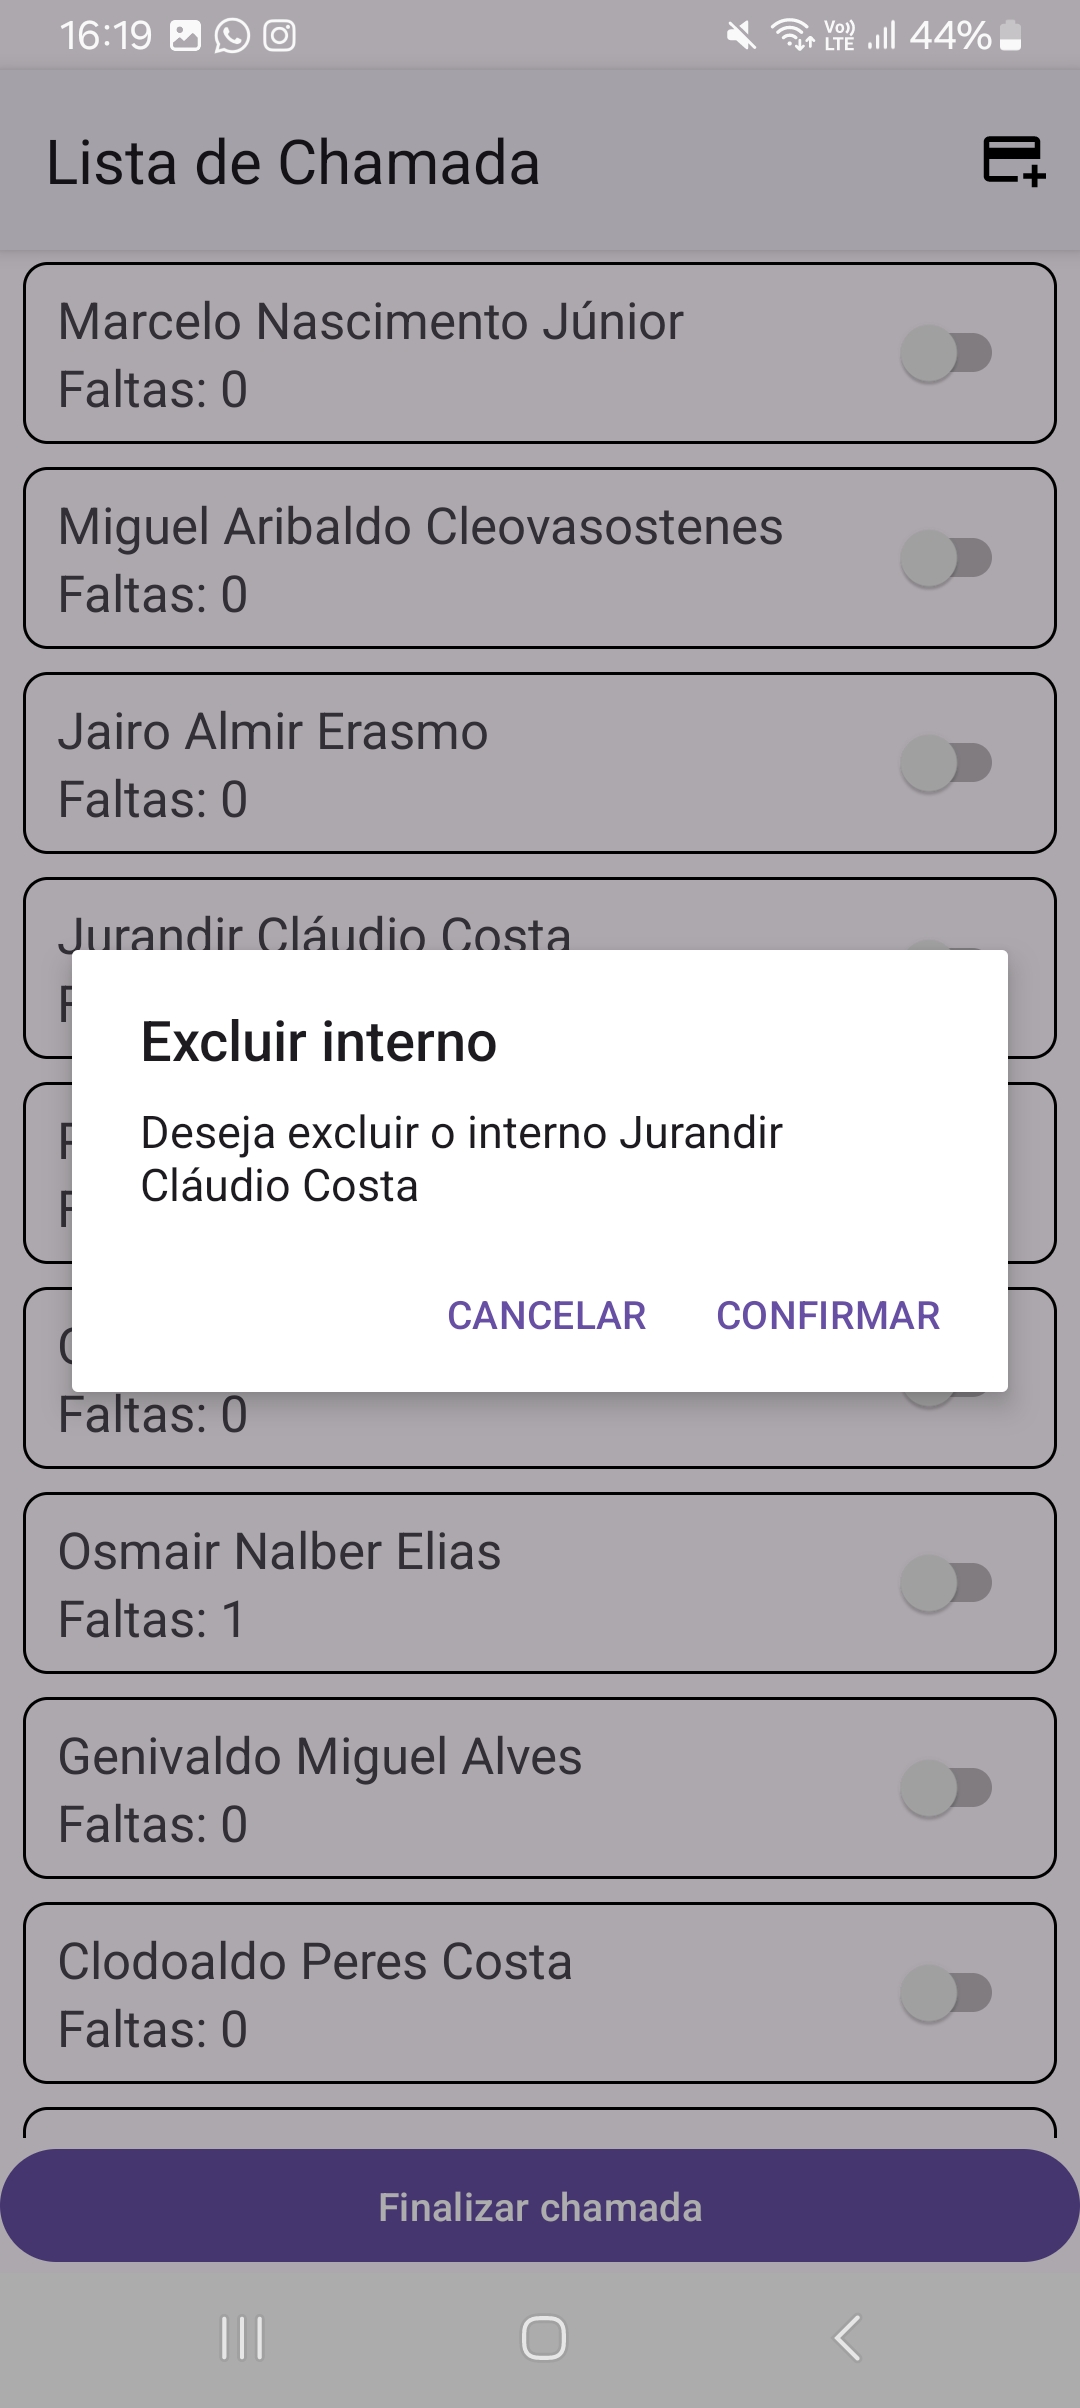 16:19
Vo))
LTE
44%
Lista de Chamada
Marcelo Nascimento Júnior
Faltas: 0
Miguel Aribaldo Cleovasostenes
Faltas: 0
Jairo Almir Erasmo
Faltas: 0
Jurandir Cláudio Costa
Excluir interno
Deseja excluir o interno Jurandir
Cláudio Costa
CANCELAR
CONFIRMAR
Faltas: 0
Osmair Nalber Elias
Faltas: 1
Genivaldo Miguel Alves
Faltas: 0
Clodoaldo Peres Costa
Faltas: 0
Finalizar chamada